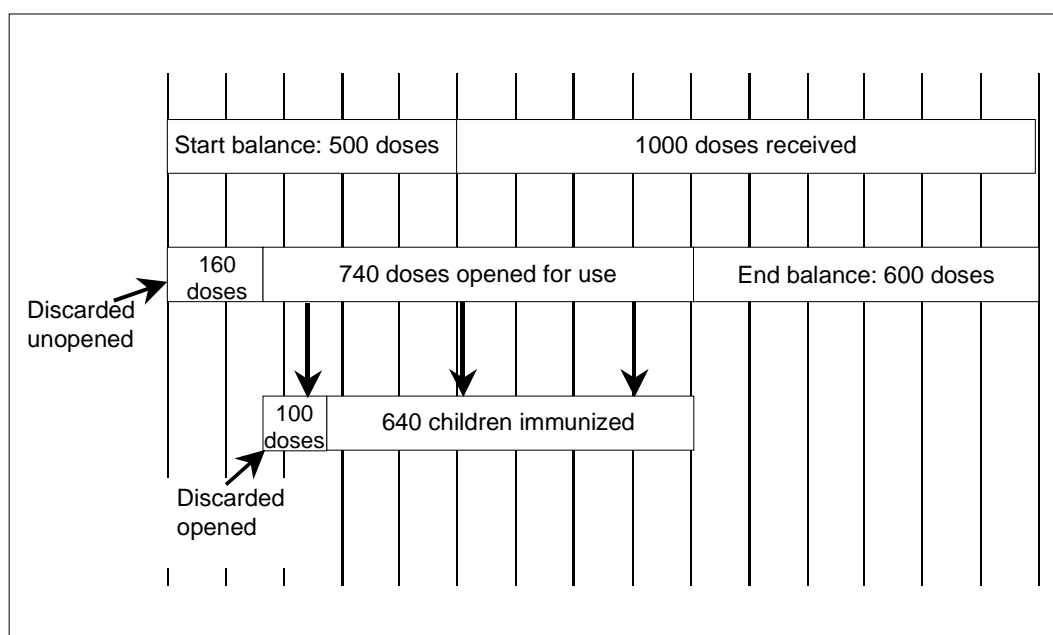 Start balance: 500 doses
1000 doses received
160
doses
740 doses opened for use
End balance: 600 doses
Discarded
unopened
100
doses
640 children immunized
Discarded
opened